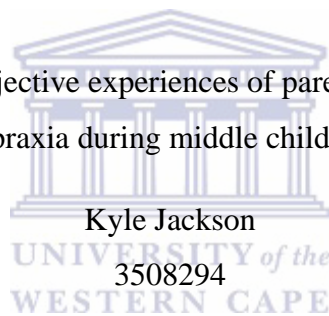 jective experiences of pare
praxia during middle child
Kyle Jackson
3508294
UNIVERSITY of the
WESTERN CAPE